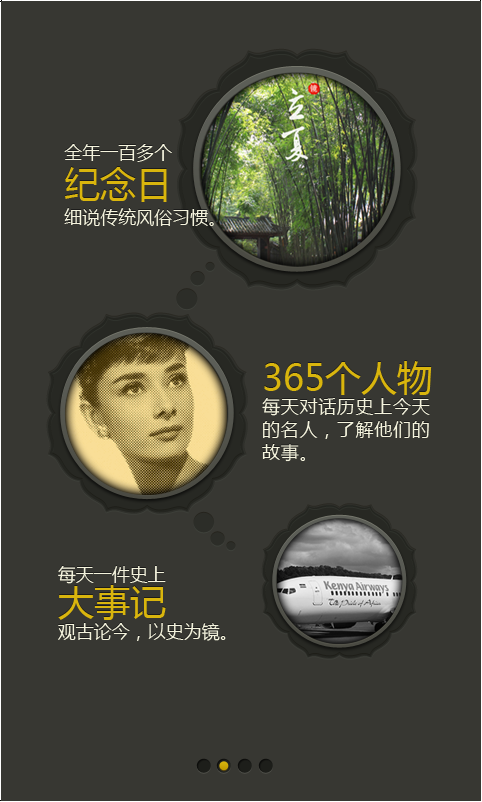 立夏
全年一百多个
纪念日
细说传统风俗习惯。
365个人物
每天对话历史上今天
的名人，了解他们的
故事。
Kenya Airways
The Pride of Africa
每天一件史上
大事记
观古论今，以史为镜。